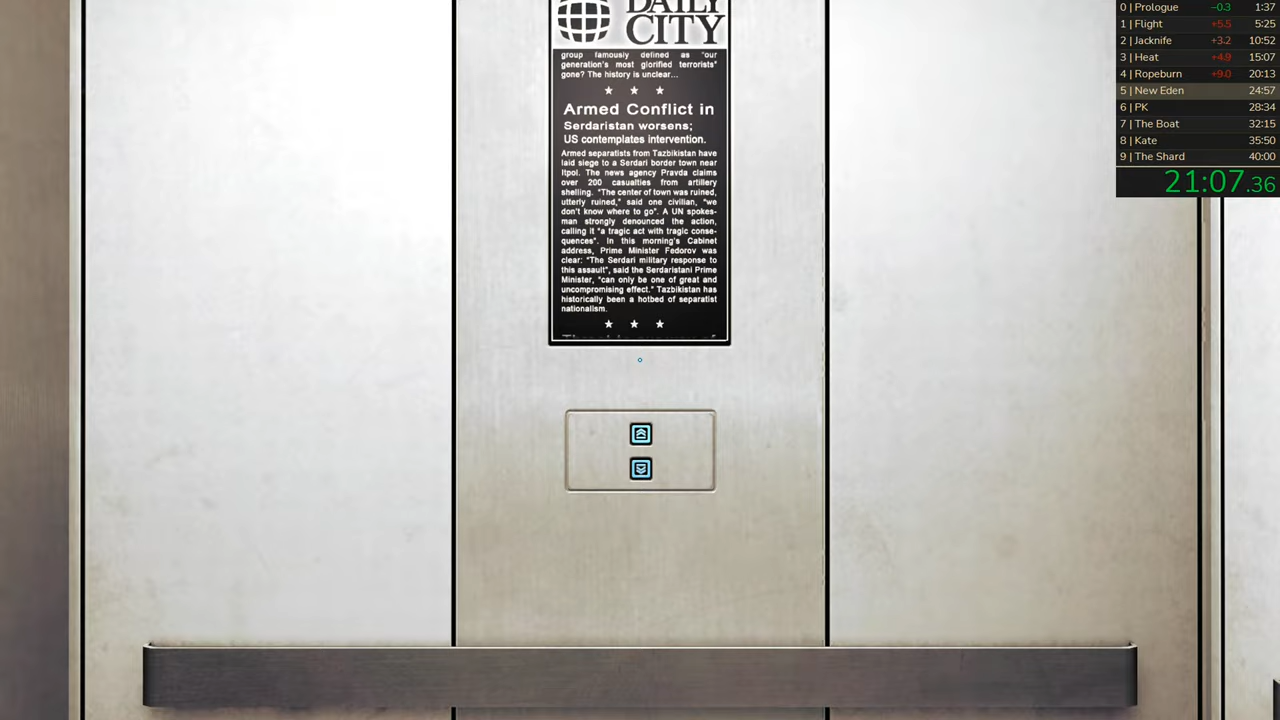 DAILY
CITY
group famously defined as "our
generation's most glorified terrorists"
gone? The history is unclear...
Armed Conflict in
Serdaristan worsens;
US contemplates intervention.
Armed separatists from Tazbikistan have
laid siege to a Serdari border town near
Itpol. The news agency Pravda claims
over 200 casualties from artillery
shelling. "The center of town was ruined,
utterly ruined," said one civilian, "we
don't know where to go". A UN spokes-
man strongly denounced the action,
calling it "a tragic act with tragic conse-
quences". In this morning's Cabinet
address, Prime Minister Fedorov was
clear: "The Serdari military response to
this assault", said the Serdaristani Prime
Minister, "can only be one of great and
uncompromising effect." Tazbikistan has
historically been a hotbed of separatist
nationalism.
0 | Prologue -0.3 1:37
1 | Flight +5.5 5:25
2 | Jacknife +3.2 10:52
3 | Heat +4.9 15:07
4 | Ropeburn +9.0 20:13
5 | New Eden 24:57
6 | PK 28:34
7 | The Boat 32:15
8 | Kate 35:50
9 | The Shard 40:00
21:07.36